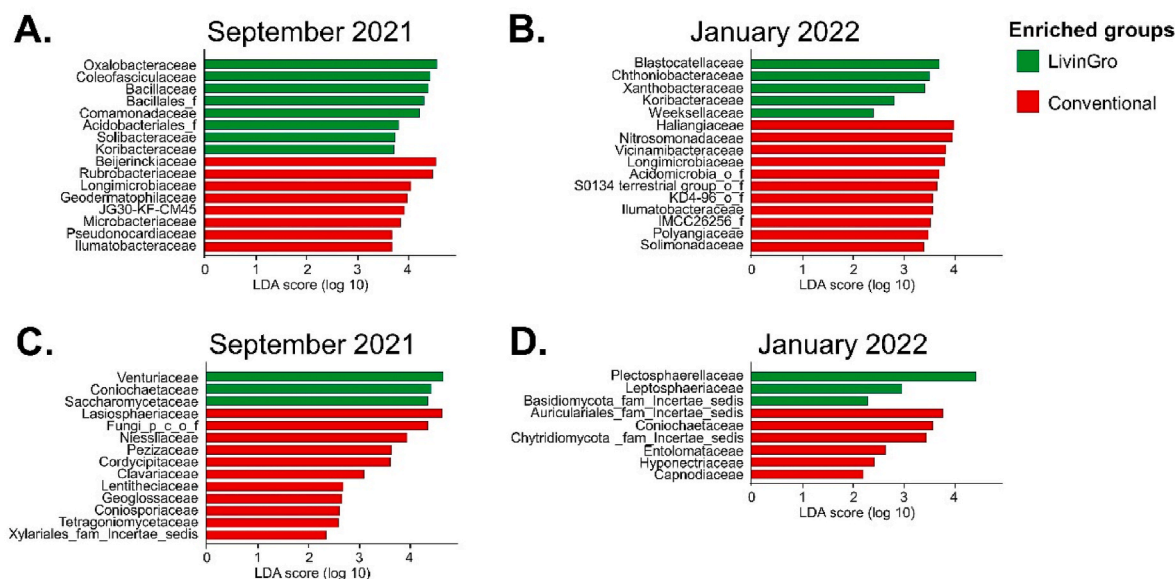 A.
September 2021
Oxalobacteraceae
Coleofasciculaceae
Bacillaceae
Bacillales_f
Comamonadaceae
Acidobacteriales_f
Solibacteraceae
Koribacteraceae
Beijerinckiaceae
Rubrobacteriaceae
Longimicrobiaceae
Geodermatophilaceae
JG30-KF-CM45
Microbacteriaceae
Pseudonocardiaceae
Ilumatobacteraceae
0 1 2 3 4
LDA score (log 10)
B.
January 2022
Blastocatellaceae
Chthoniobacteraceae
Xanthobacteraceae
Koribacteraceae
Weeksellaceae
Haliangiaceae
Nitrosomonadaceae
Vicinamibacteraceae
Longimicrobiaceae
Acidomicrobia_o_f
S0134 terrestrial group_o_f
KD4-96_o_f
Ilumatobacteraceae
IMCC26256_f
Polyangiaceae
Solimonadaceae
0 1 2 3 4
LDA score (log 10)
Enriched groups
LivinGro
Conventional
C.
September 2021
Venturiaceae
Coniochaetaceae
Saccharomycetaceae
Lasiosphaeriaceae
Fungi_p_c_o_f
Niessliaceae
Pezizaceae
Cordycipitaceae
Clavariaceae
Lentitheciaceae
Geoglossaceae
Coniosporiaceae
Tetragoniomycetaceae
Xylariales_fam_Incertae_sedis
0 1 2 3 4
LDA score (log 10)
D.
January 2022
Plectosphaerellaceae
Leptosphaeriaceae
Basidiomycota_fam_Incertae_sedis
Auriculariales_fam_Incertae_sedis
Coniochaetaceae
Chytridiomycota _fam_Incertae_sedis
Entolomataceae
Hyponectriaceae
Capnodiaceae
0 1 2 3 4
LDA score (log 10)